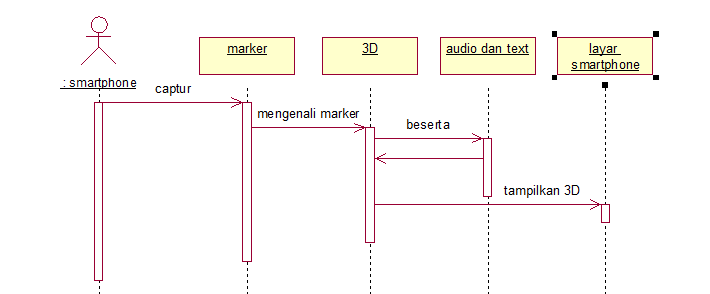 : smartphone
marker
3D
audio dan text
layar
smartphone
captur
mengenali marker
beserta
tampilkan 3D